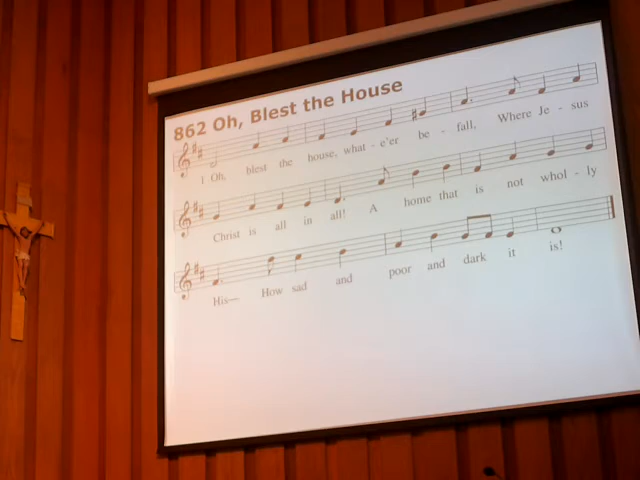 862 Oh, Blest the House
1 Oh, blest the house, what - e'er be - fall, Where Je - sus
Christ is all in all! A home that is not whol - ly
His— How sad and poor and dark it is!